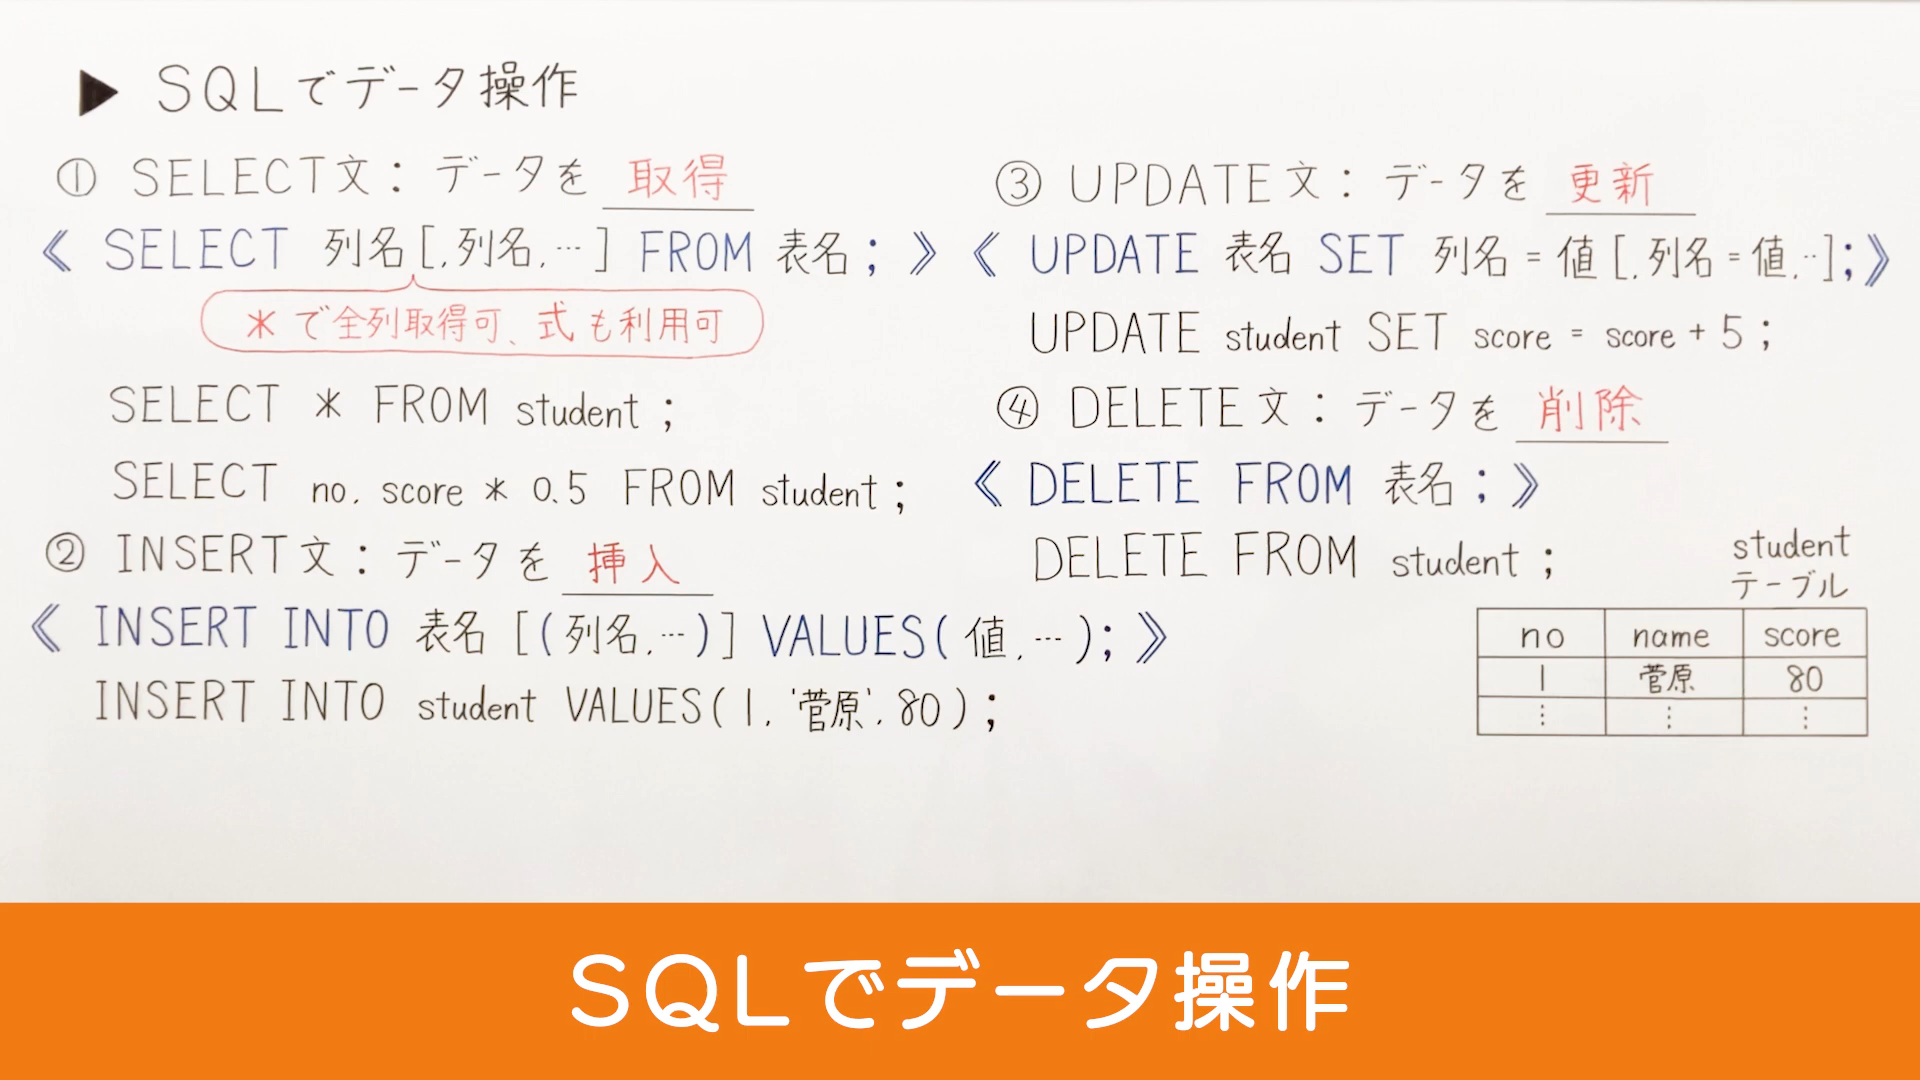 ▶ SQLでデータ操作
① SELECT文：データを 取得
《 SELECT 列名[,列名,…] FROM 表名; 》
* で全列取得可、式も利用可
SELECT * FROM student ;
SELECT no, score * 0.5 FROM student ;
② INSERT文：データを 挿入
《 INSERT INTO 表名 [(列名,…)] VALUES(値,…); 》
INSERT INTO student VALUES(1,'菅原',80);
③ UPDATE文：データを 更新
《 UPDATE 表名 SET 列名=値[,列名=値,…]; 》
UPDATE student SET score = score + 5 ;
④ DELETE文：データを 削除
《 DELETE FROM 表名 ; 》
DELETE FROM student ;
student
テーブル
no name score
1 菅原 80
⋮ ⋮ ⋮
SQLでデータ操作